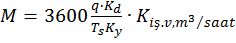 M = 3600 q·K_d / T_s K_y · K_iş.v,m³/saat